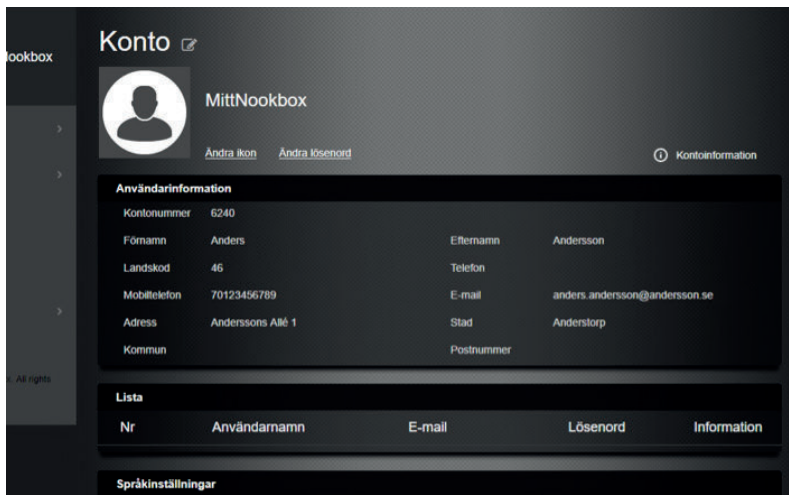 Nookbox
Konto
MittNookbox
Ändra ikon Ändra lösenord
Kontoinformation
Användarinformation
Kontonummer 6240
Förnamn Anders Efternamn Andersson
Landskod 46 Telefon
Mobiltelefon 70123456789 E-mail anders.andersson@andersson.se
Adress Anderssons Allé 1 Stad Anderstorp
Kommun Postnummer
All rights
Lista
Nr Användarnamn E-mail Lösenord Information
Språkinställningar